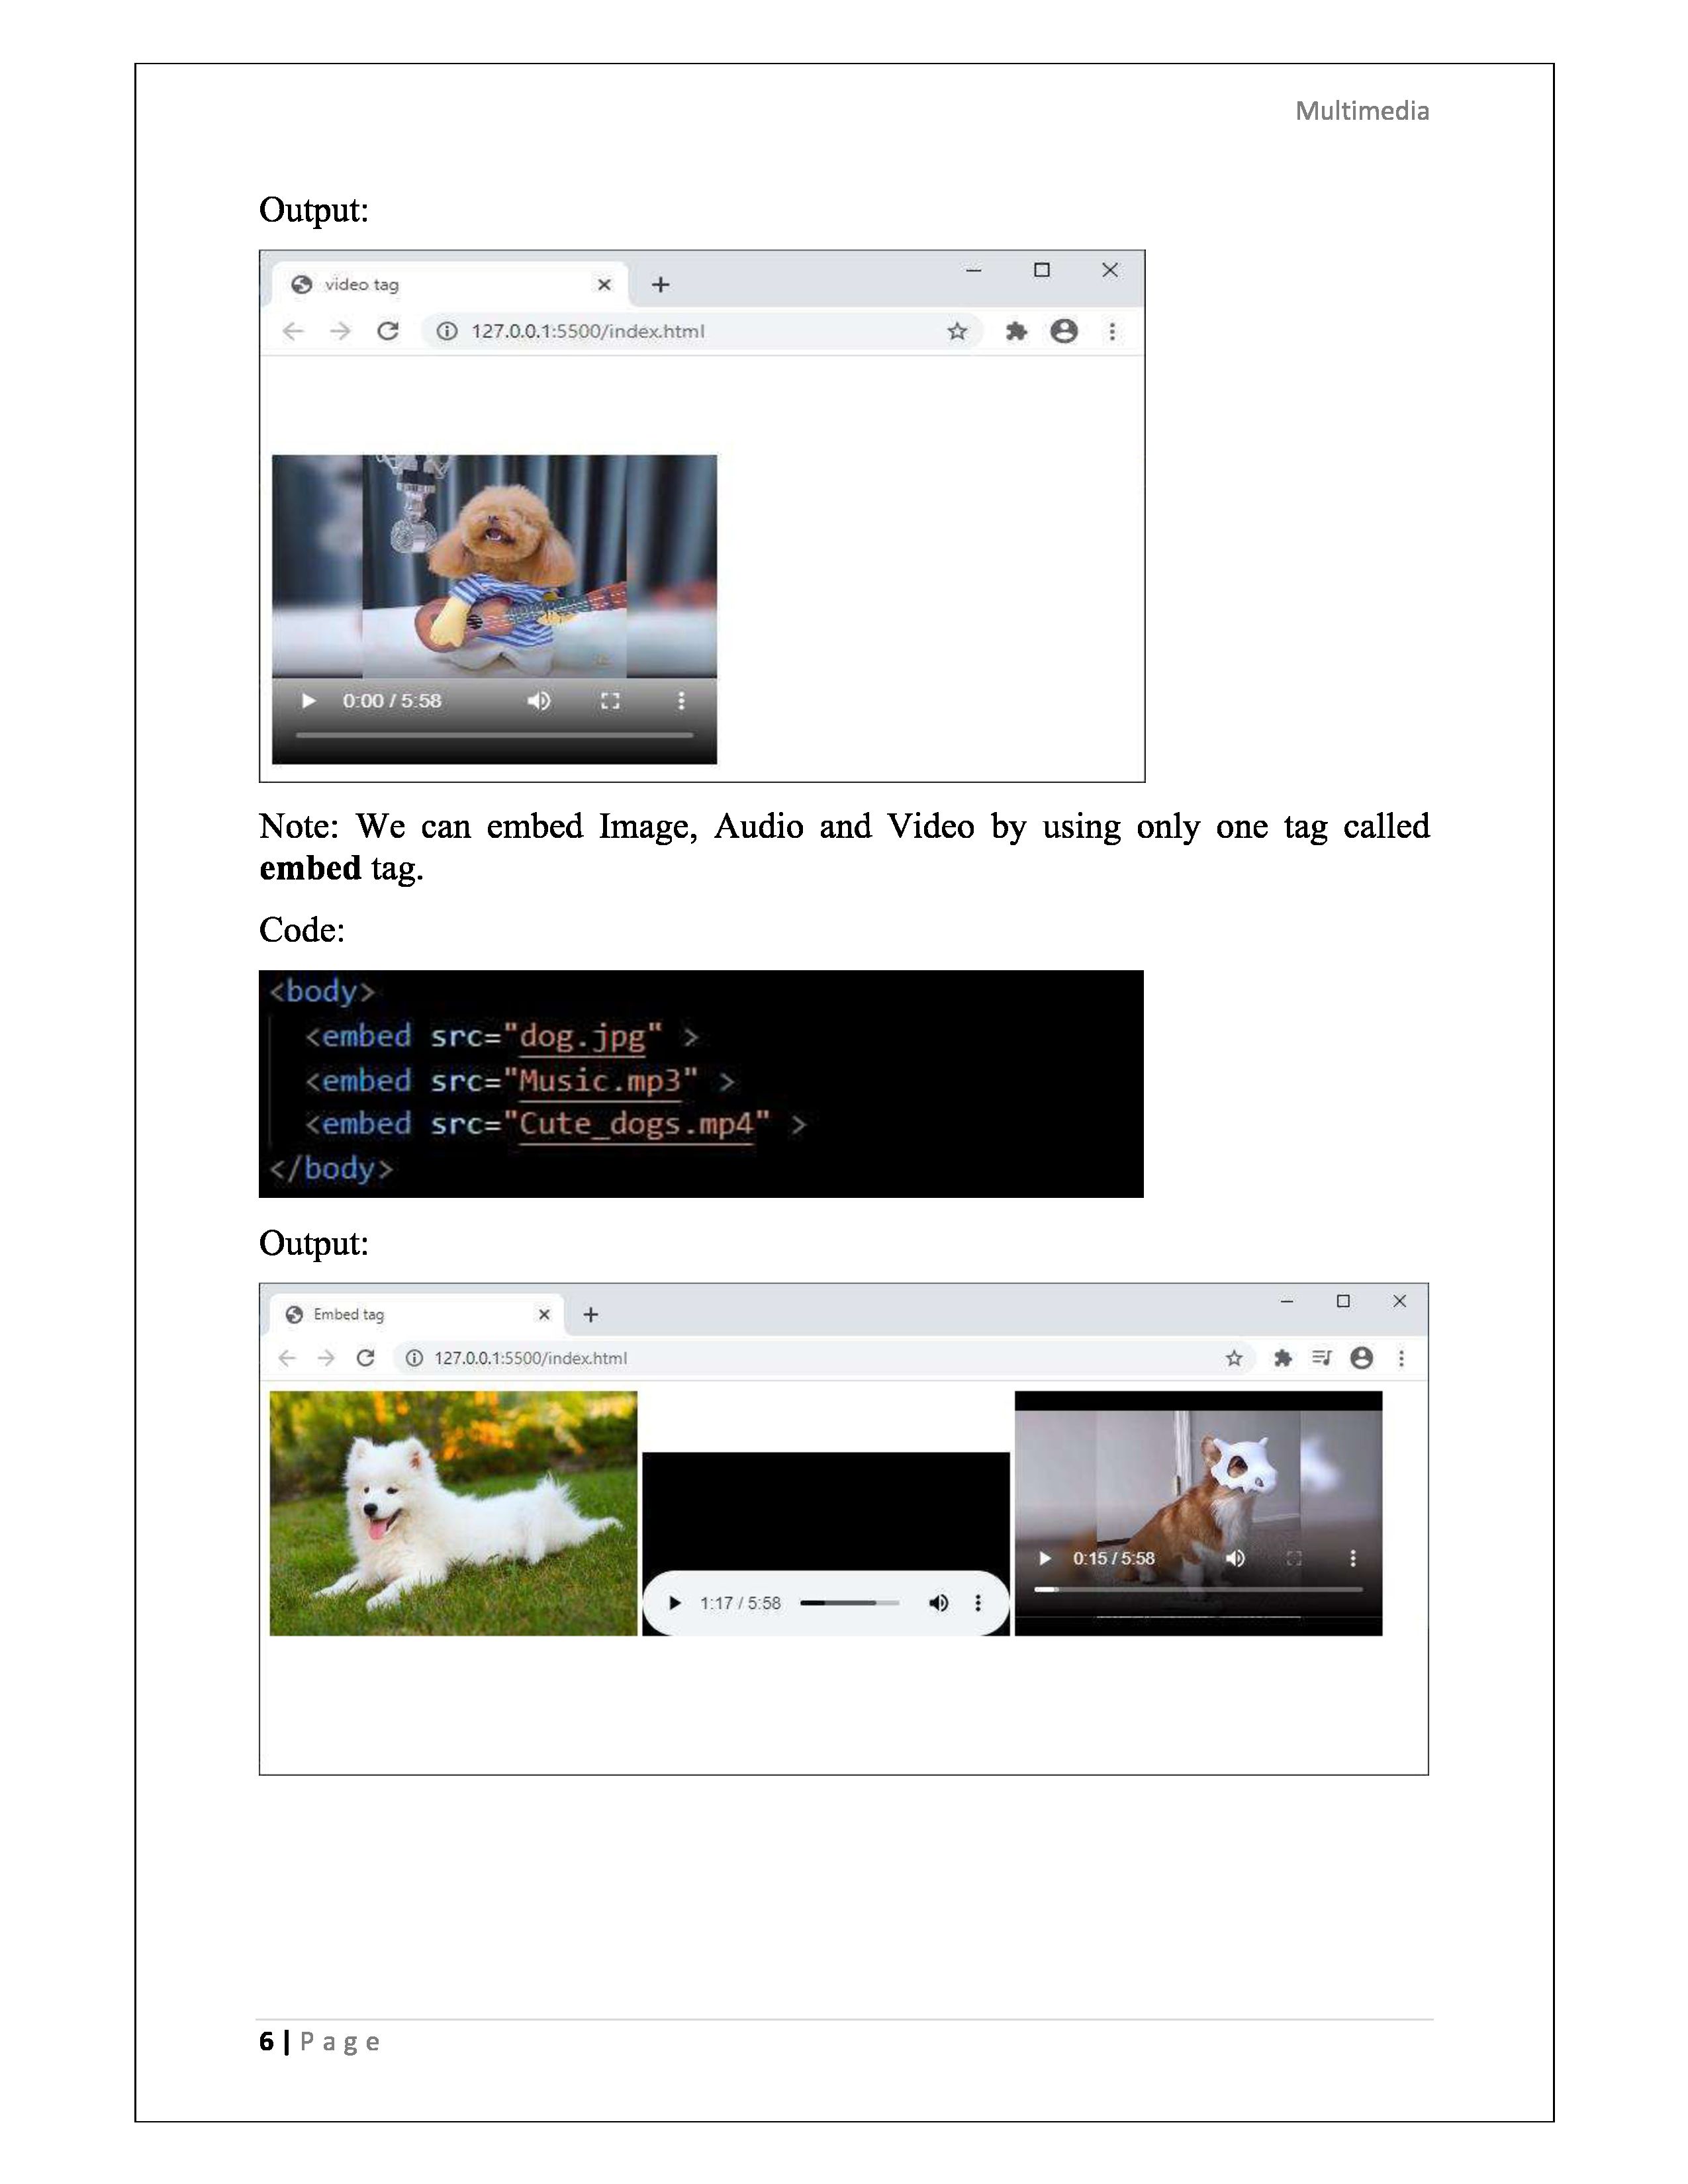 Multimedia
Output:
video tag
127.0.0.1:5500/index.html
0:00 / 5:58
Note: We can embed Image, Audio and Video by using only one tag called
embed tag.
Code:
<body>
<embed src="dog.jpg" >
<embed src="Music.mp3" >
<embed src="Cute_dogs.mp4" >
</body>
Output:
Embed tag
127.0.0.1:5500/index.html
1:17 / 5:58
0:15 / 5:58
6 | Page